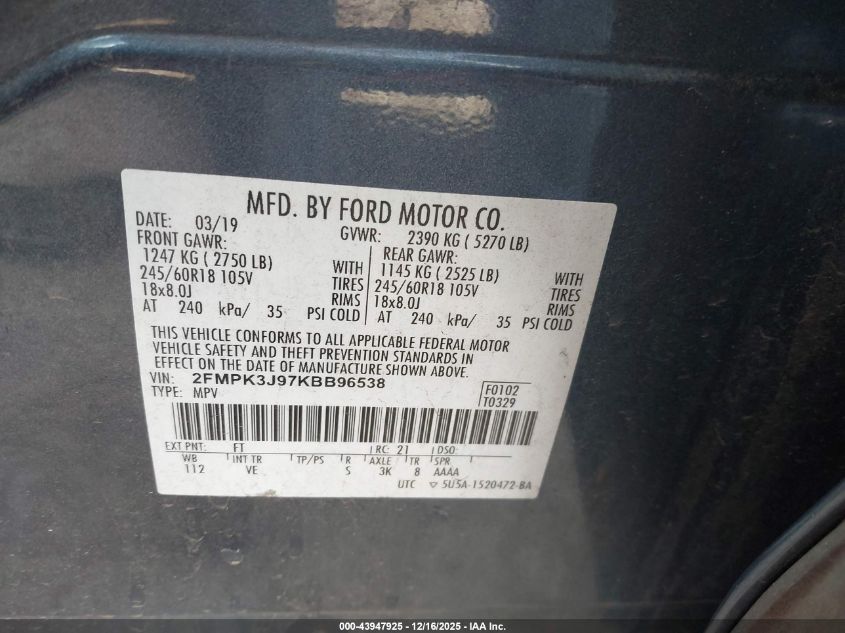 MFD. BY FORD MOTOR CO.
DATE: 03/19 GVWR: 2390 KG ( 5270 LB)
FRONT GAWR: REAR GAWR:
1247 KG ( 2750 LB) WITH 1145 KG ( 2525 LB) WITH
245/60R18 105V TIRES 245/60R18 105V TIRES
18x8.0J RIMS 18x8.0J RIMS
AT 240 kPa/ 35 PSI COLD AT 240 kPa/ 35 PSI COLD
THIS VEHICLE CONFORMS TO ALL APPLICABLE FEDERAL MOTOR
VEHICLE SAFETY AND THEFT PREVENTION STANDARDS IN
EFFECT ON THE DATE OF MANUFACTURE SHOWN ABOVE.
VIN: 2FMPK3J97KBB96538 F0102
TYPE: MPV T0329
EXT PNT: FT RC: 21 DSO:
WB INT TR TP/PS R AXLE TR SPR
112 VE S 3K 8 AAAA
UTC ▽ 5U5A-1520472-BA
000-43947925 - 12/16/2025 - IAA Inc.